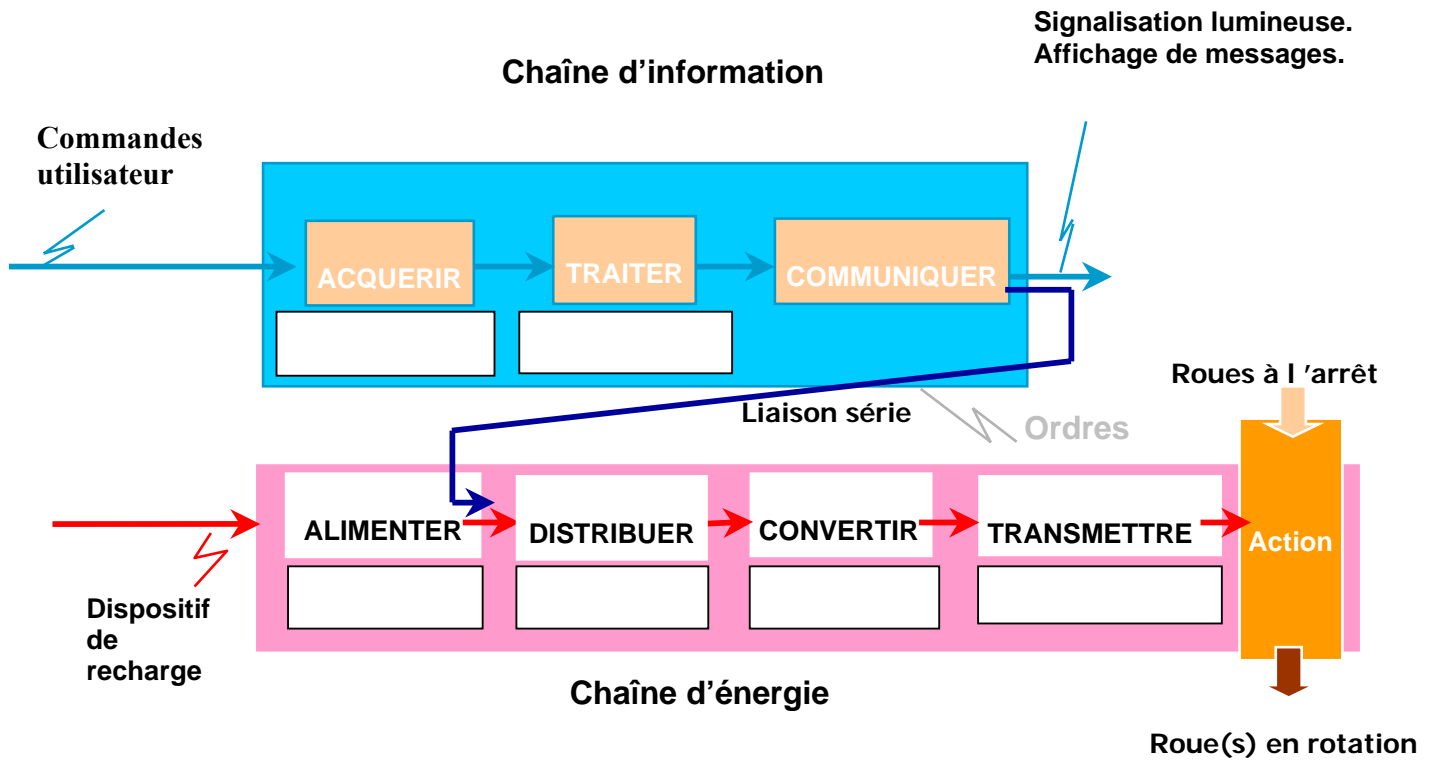 Signalisation lumineuse.
Affichage de messages.
Chaîne d’information
Commandes
utilisateur
ACQUERIR
TRAITER
COMMUNIQUER
Roues à l ’arrêt
Liaison série
Ordres
ALIMENTER
DISTRIBUER
CONVERTIR
TRANSMETTRE
Action
Dispositif
de
recharge
Chaîne d’énergie
Roue(s) en rotation